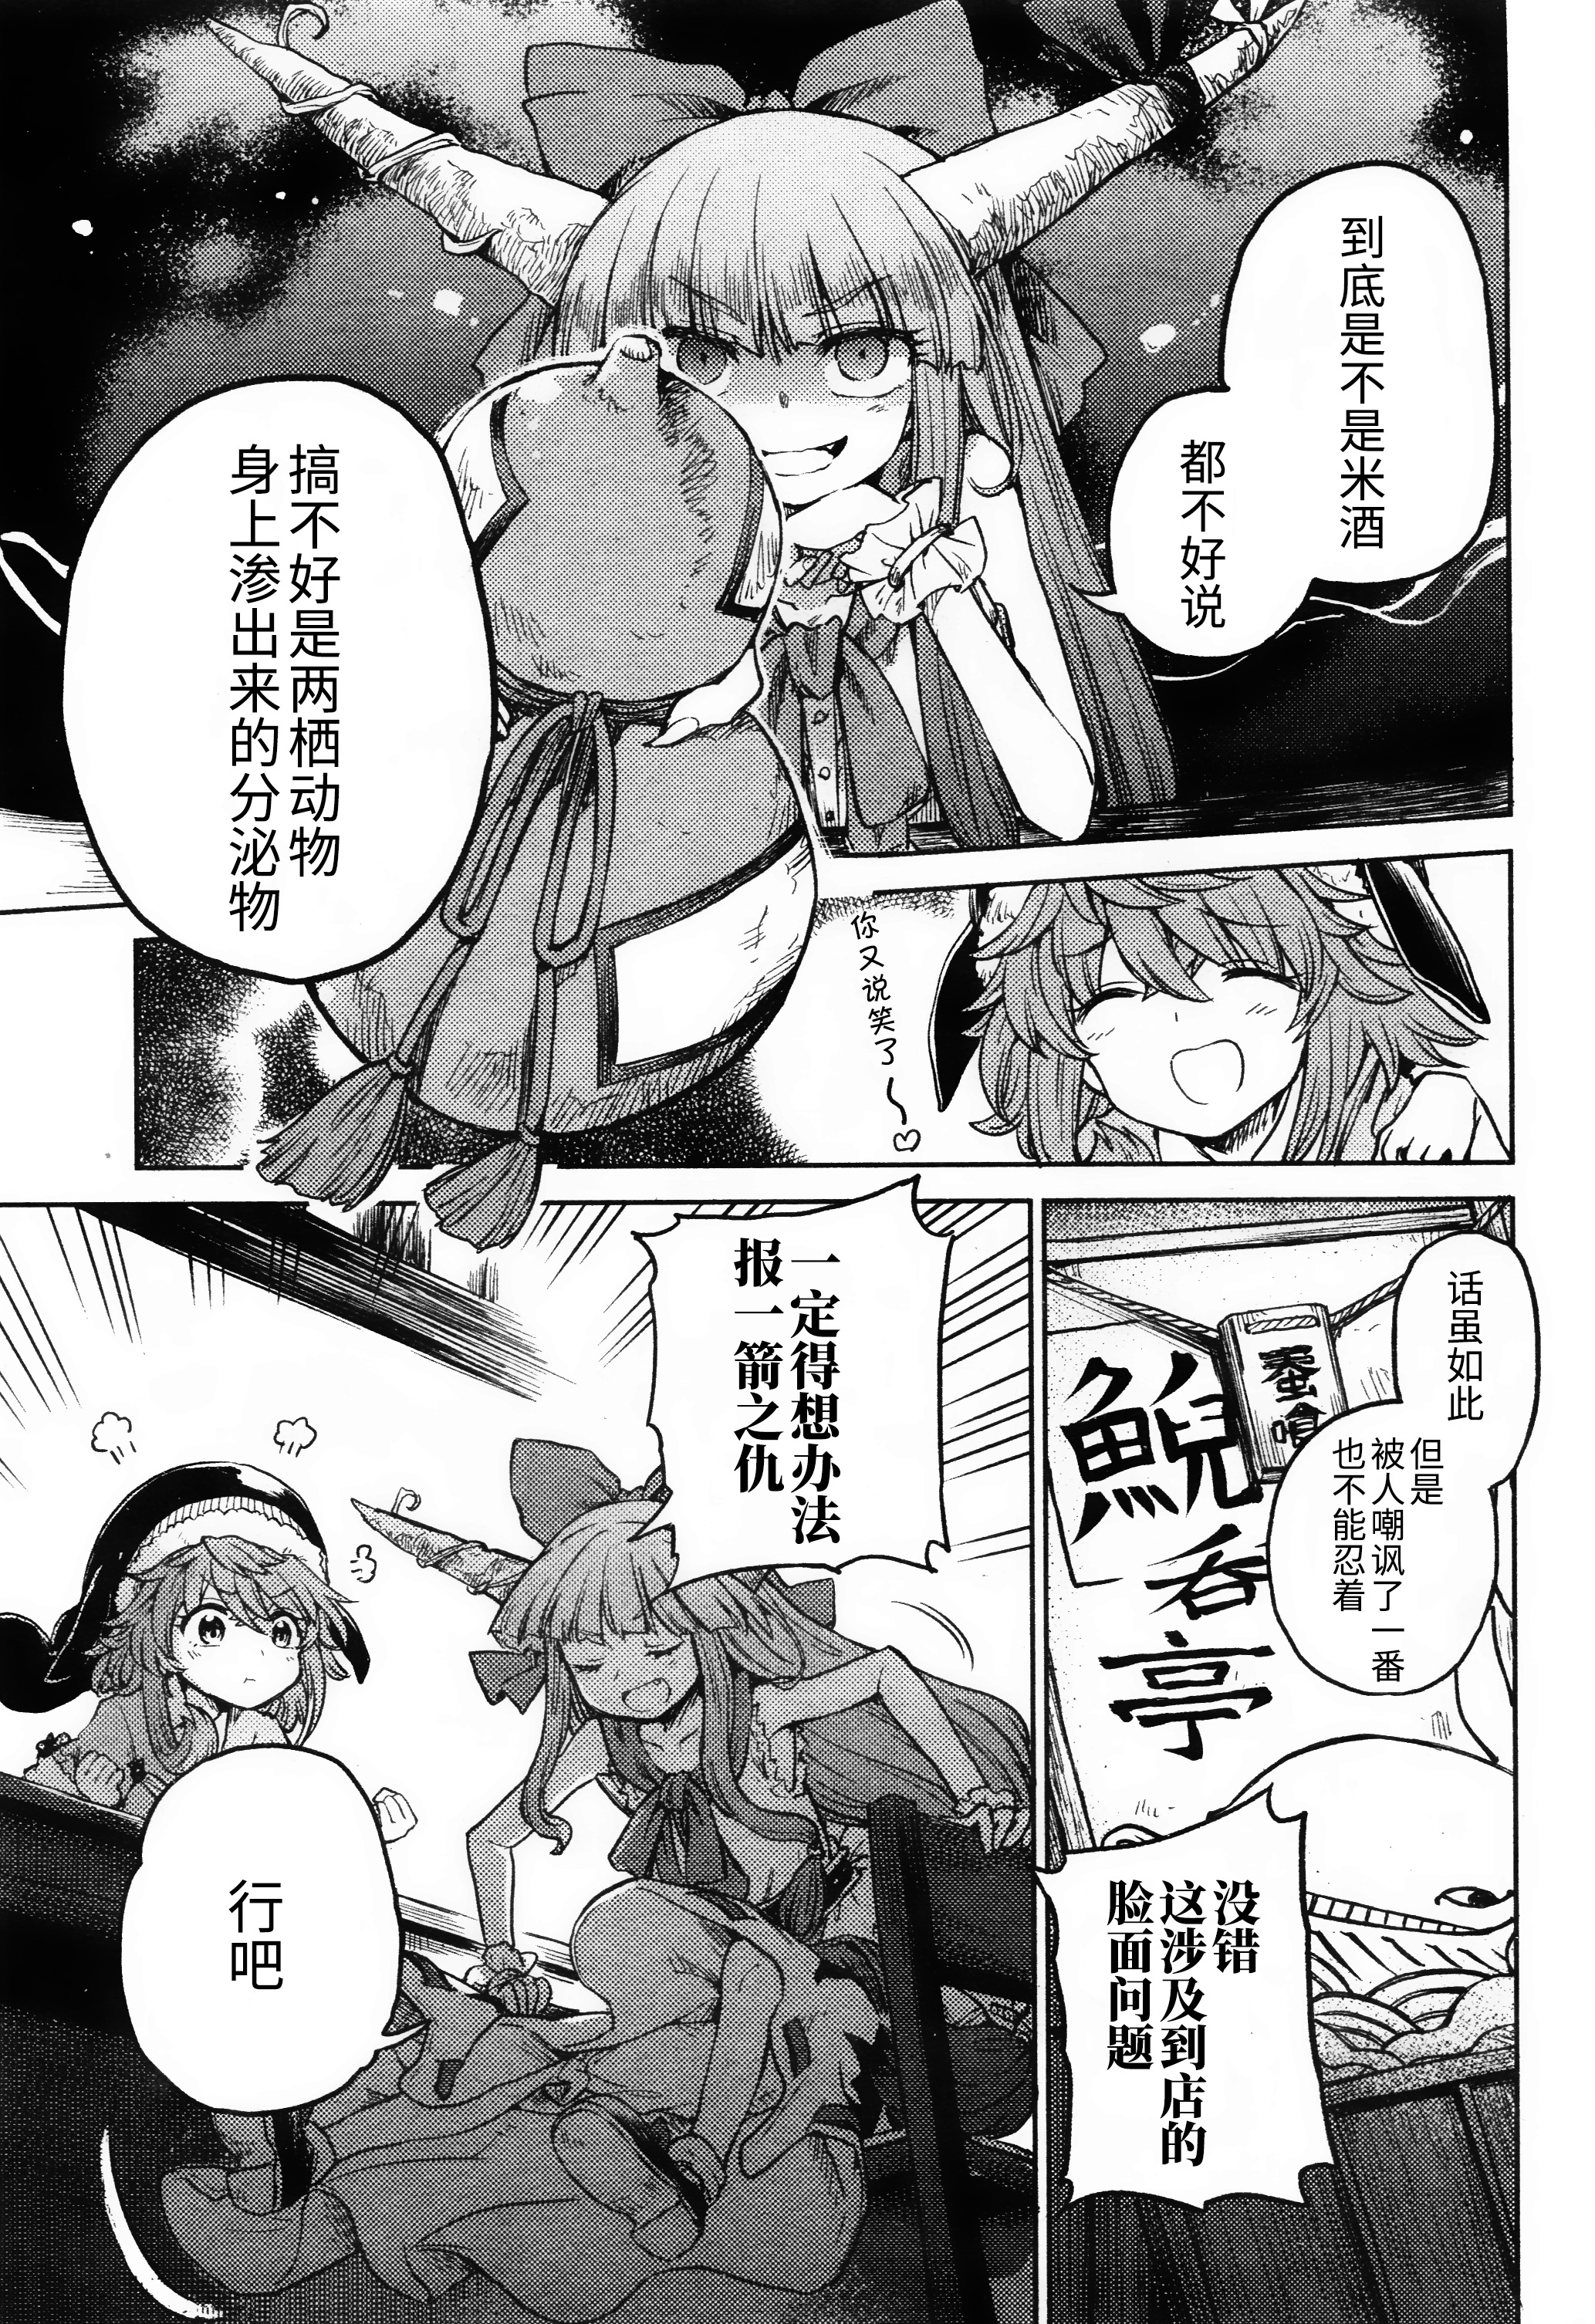 到底是不是米酒
都不好说
搞不好是两栖动物
身上渗出来的分泌物
你又说笑了～♡
话虽如此
但是
被人嘲讽了一番
也不能忍着
蚕喰
鯢呑亭
没错
这涉及到店的
脸面问题
一定得想办法
报一箭之仇
行吧